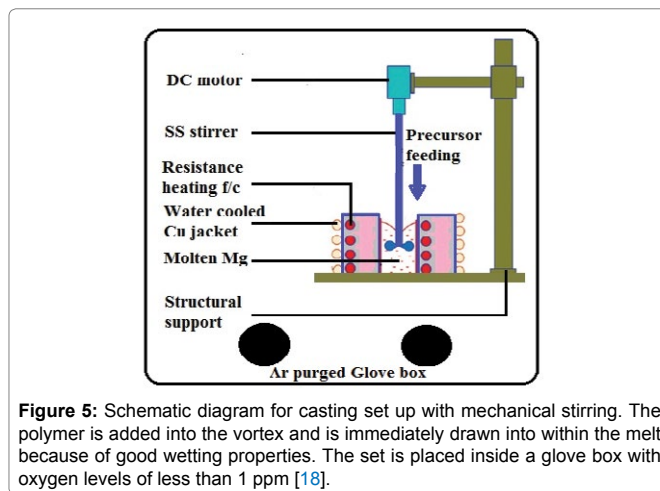 DC motor
SS stirrer
Precursor
feeding
Resistance
heating f/c
Water cooled
Cu jacket
Molten Mg
Structural
support
Ar purged Glove box
Figure 5: Schematic diagram for casting set up with mechanical stirring. The
polymer is added into the vortex and is immediately drawn into within the melt
because of good wetting properties. The set is placed inside a glove box with
oxygen levels of less than 1 ppm [18].